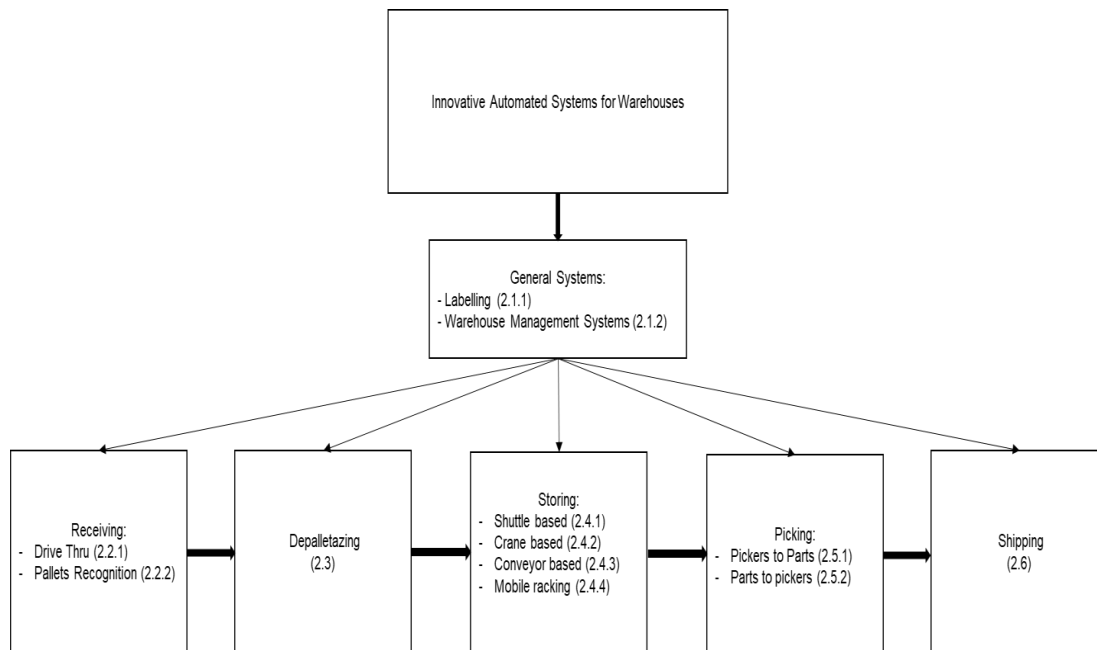 Innovative Automated Systems for Warehouses
General Systems:
- Labelling (2.1.1)
- Warehouse Management Systems (2.1.2)
Receiving:
- Drive Thru (2.2.1)
- Pallets Recognition (2.2.2)
Depalletazing
(2.3)
Storing:
- Shuttle based (2.4.1)
- Crane based (2.4.2)
- Conveyor based (2.4.3)
- Mobile racking (2.4.4)
Picking:
- Pickers to Parts (2.5.1)
- Parts to pickers (2.5.2)
Shipping
(2.6)